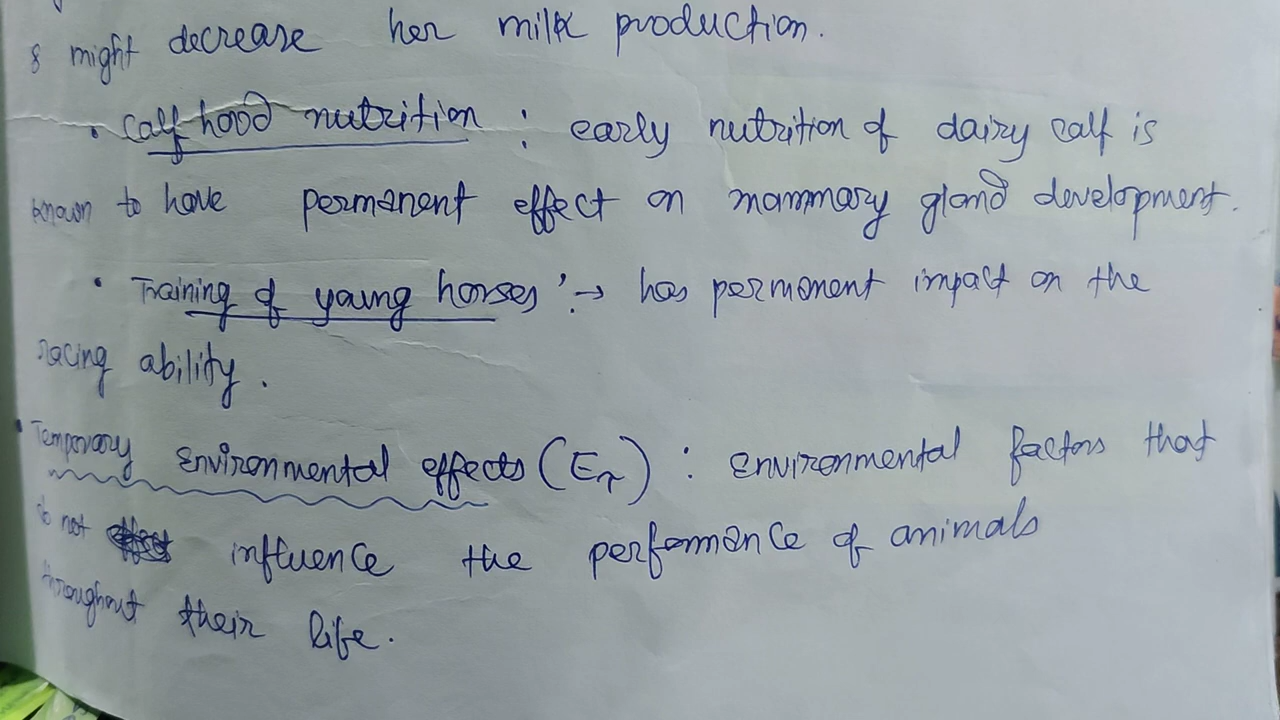 & might decrease her milk production.
• Calf hood nutrition : early nutrition of dairy calf is
known to have permanent effect on mammary gland development.
• Training of young horses :→ has permanent impact on the
racing ability.
• Temporary Environmental effects (ET) : Environmental factors that
do not influence the performance of animals
throughout their life.